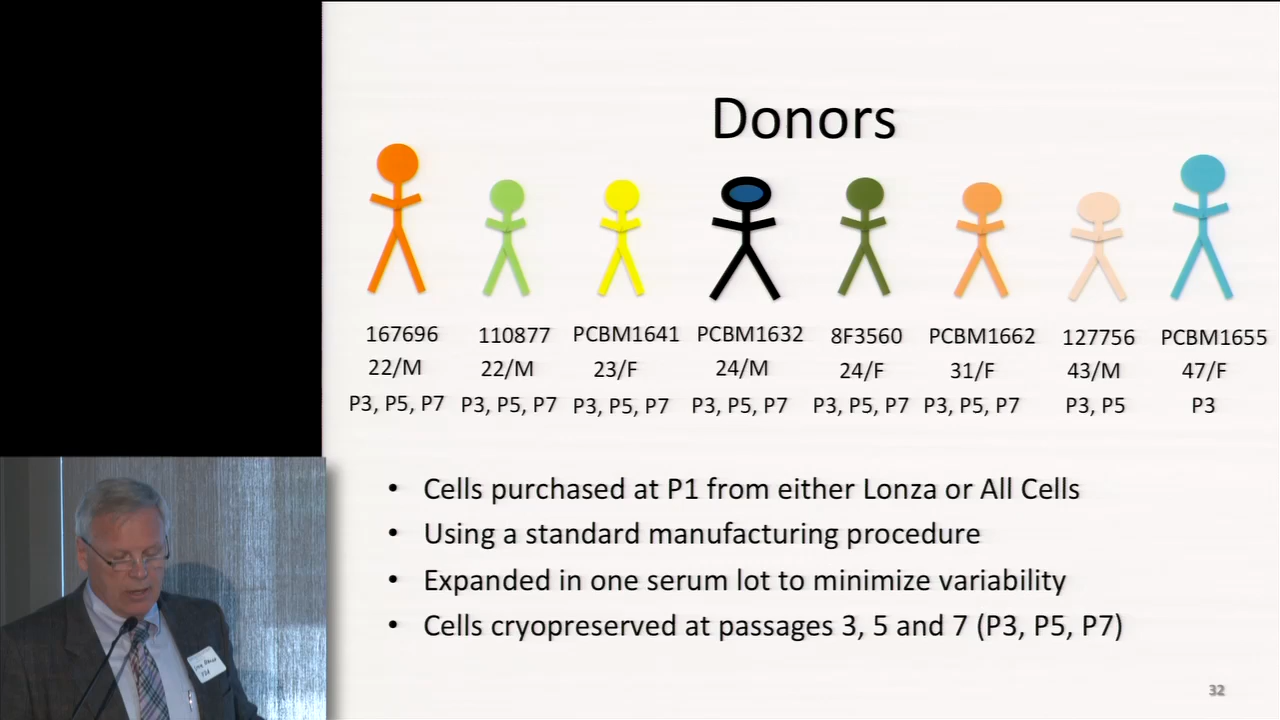 Donors
167696 110877 PCBM1641 PCBM1632 8F3560 PCBM1662 127756 PCBM1655
22/M 22/M 23/F 24/M 24/F 31/F 43/M 47/F
P3, P5, P7 P3, P5, P7 P3, P5, P7 P3, P5, P7 P3, P5, P7 P3, P5, P7 P3, P5 P3
• Cells purchased at P1 from either Lonza or All Cells
• Using a standard manufacturing procedure
• Expanded in one serum lot to minimize variability
• Cells cryopreserved at passages 3, 5 and 7 (P3, P5, P7)
32